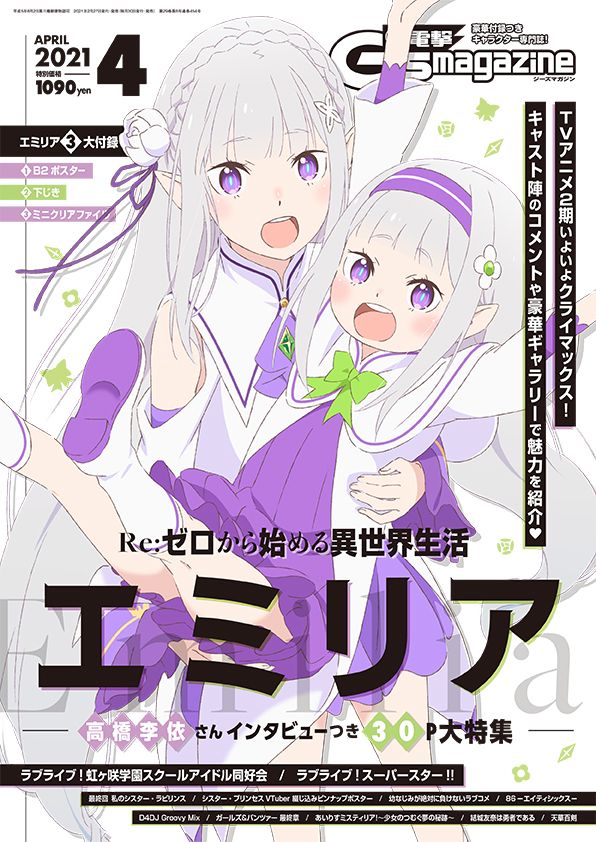 APRIL
2021
4
特別価格
1090yen
電撃
G's magazine
豪華付録つき
キャラクター専門誌!
ジーズマガジン
エミリア3大付録
1 B2ポスター
2 下じき
3 ミニクリアファイル
TVアニメ2期いよいよクライマックス!
キャスト陣のコメントや豪華ギャラリーで魅力を紹介♥
Re:ゼロから始める異世界生活
Emilia
エミリア
高橋李依さんインタビューつき30P大特集
ラブライブ!虹ヶ咲学園スクールアイドル同好会 / ラブライブ!スーパースター!!
最終回 私のシスター・ラビリンス / シスター・プリンセスVTuber 綴じ込みピンナップポスター / 幼なじみが絶対に負けないラブコメ / 86―エイティシックス―
D4DJ Groovy Mix / ガールズ&パンツァー 最終章 / あいりすミスティリア!~少女のつむぐ夢の秘跡~ / 結城友奈は勇者である / 天華百剣